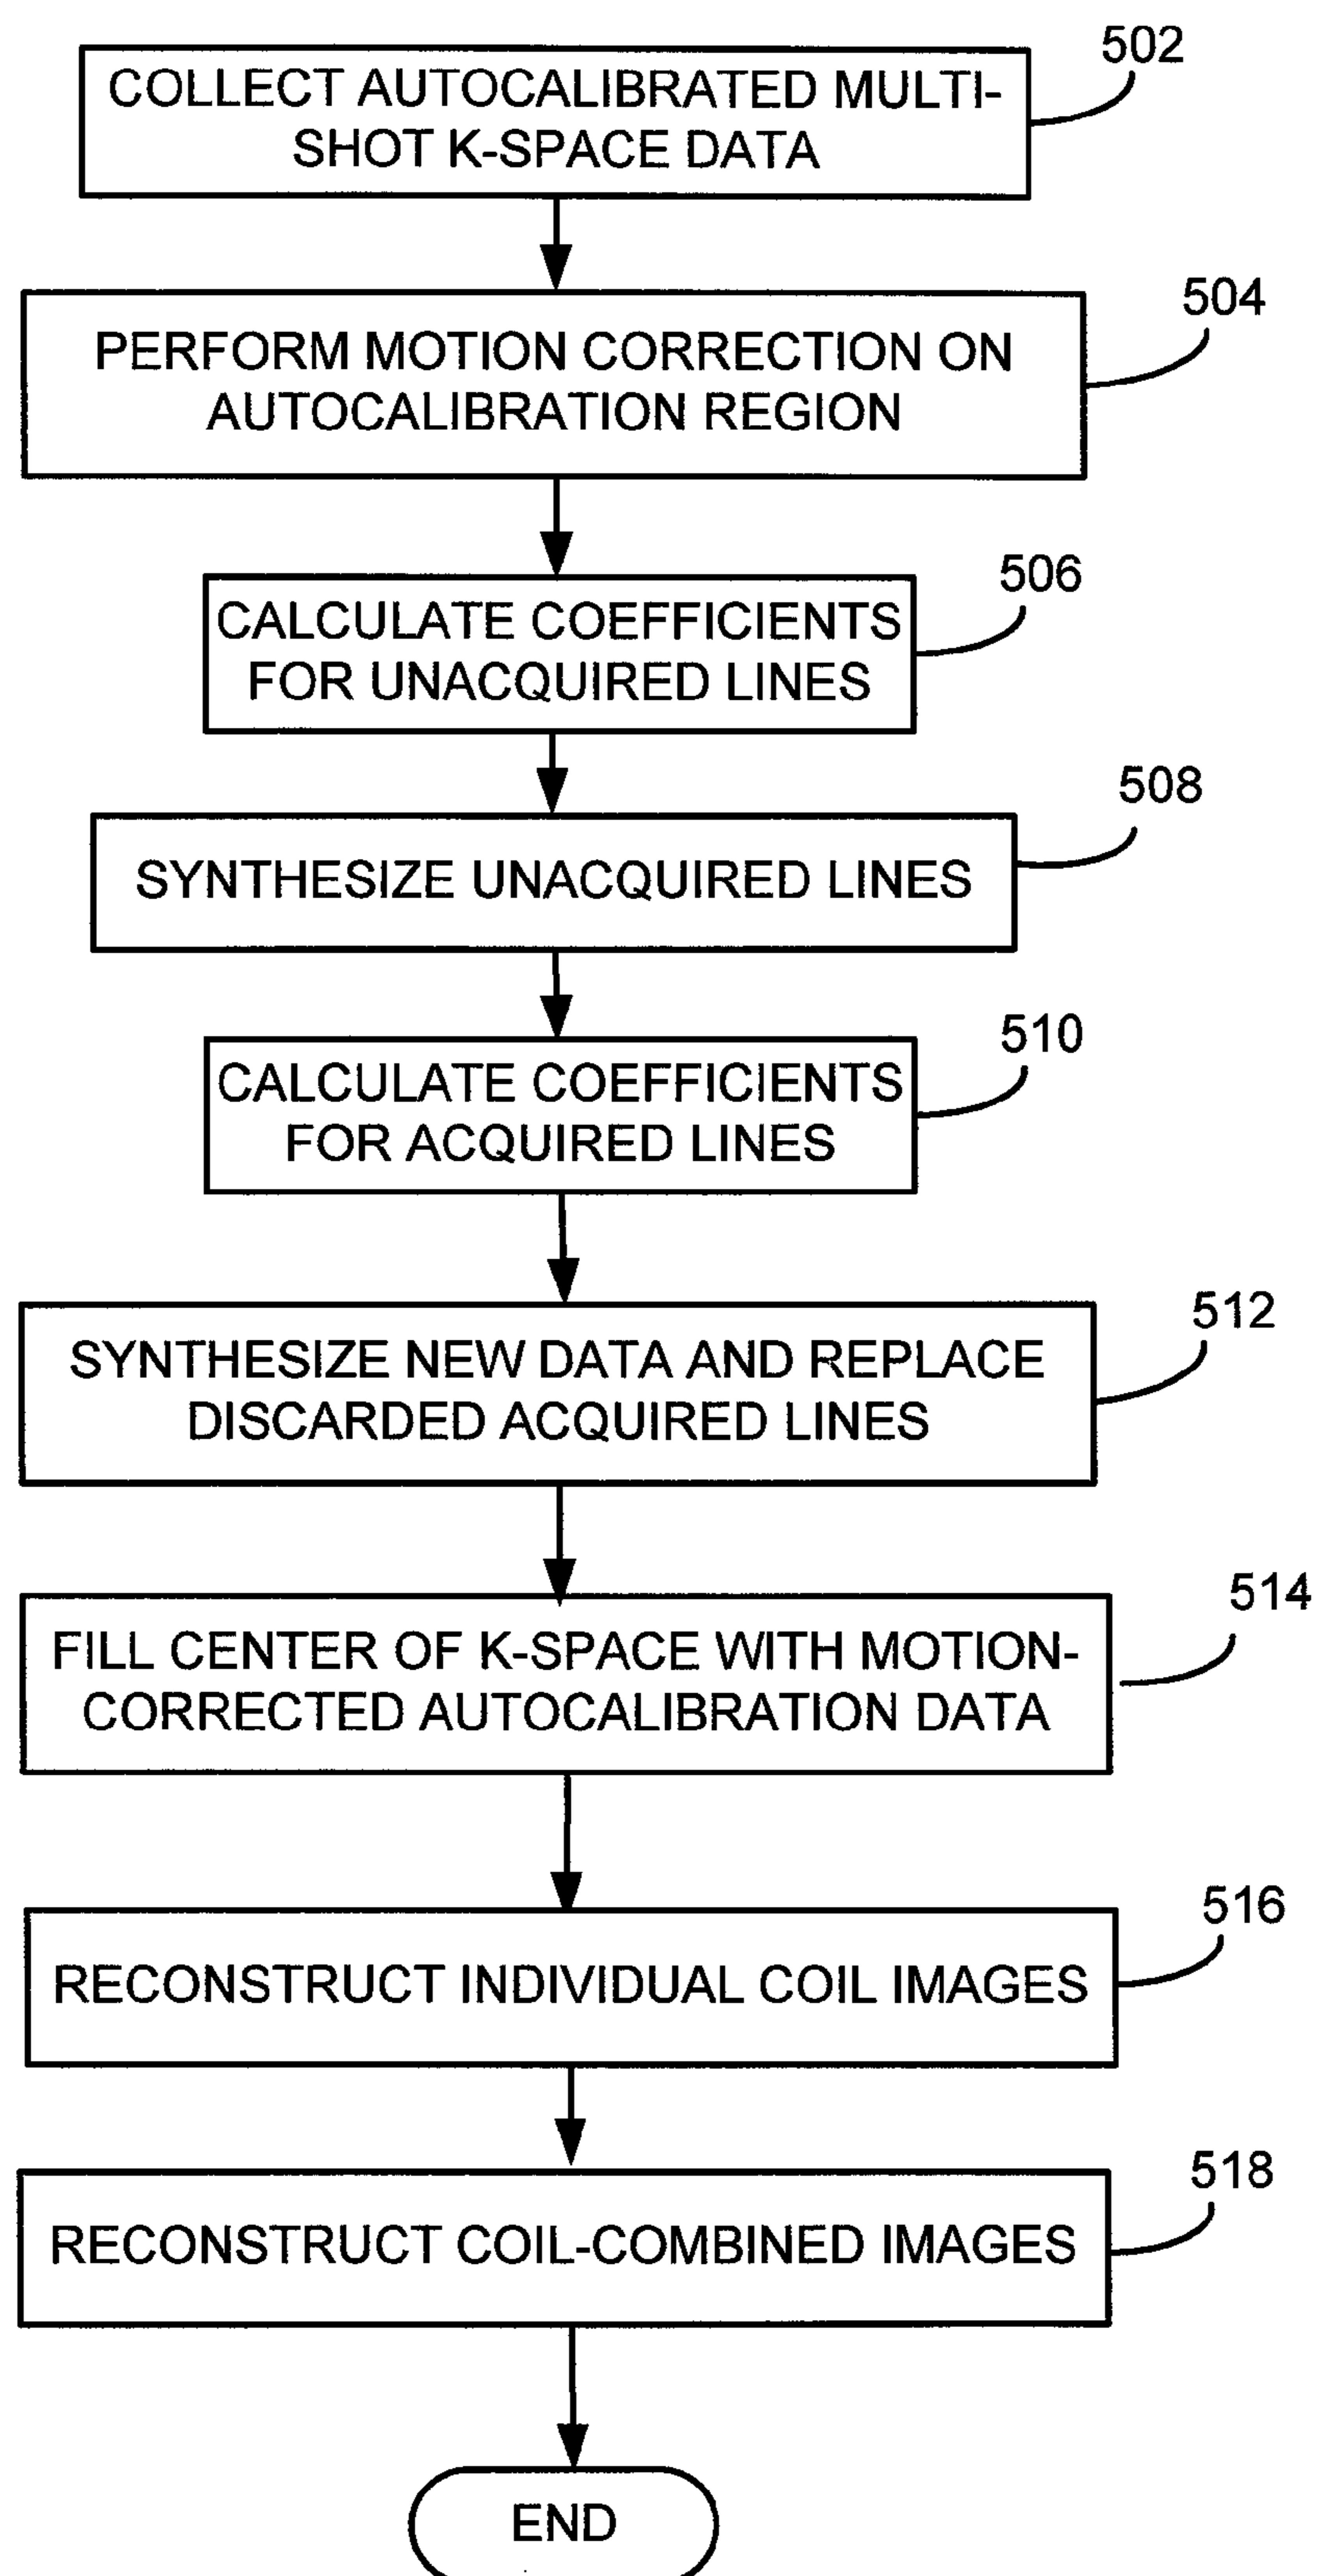 502
COLLECT AUTOCALIBRATED MULTI-
SHOT K-SPACE DATA
504
PERFORM MOTION CORRECTION ON
AUTOCALIBRATION REGION
506
CALCULATE COEFFICIENTS
FOR UNACQUIRED LINES
508
SYNTHESIZE UNACQUIRED LINES
510
CALCULATE COEFFICIENTS
FOR ACQUIRED LINES
512
SYNTHESIZE NEW DATA AND REPLACE
DISCARDED ACQUIRED LINES
514
FILL CENTER OF K-SPACE WITH MOTION-
CORRECTED AUTOCALIBRATION DATA
516
RECONSTRUCT INDIVIDUAL COIL IMAGES
518
RECONSTRUCT COIL-COMBINED IMAGES
END